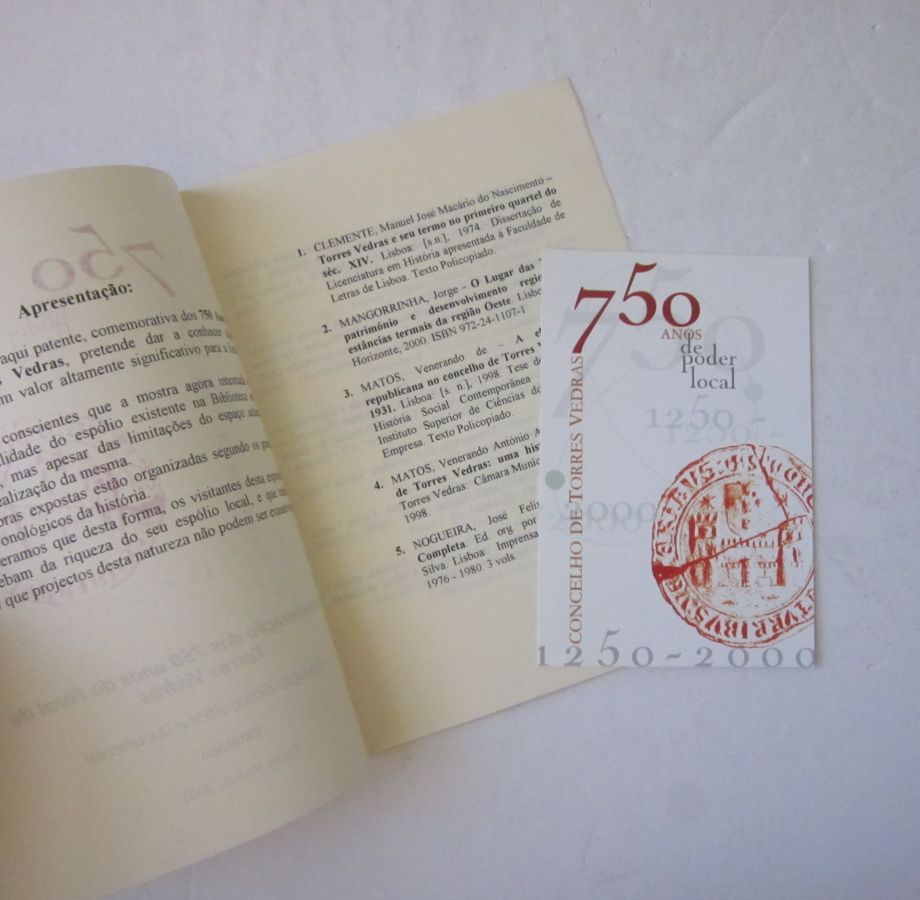 Apresentação:
aqui patente, comemorativa dos 750
Vedras, pretende dar a conhecer
valor altamente significativo para a
conscientes que a mostra agora
do espólio existente na Biblioteca
mas apesar das limitações do espaço
da mesma.
expostas estão organizadas segundo os
da história.
que desta forma, os visitantes desta
da riqueza do seu espólio local, e que
que projectos desta natureza não podem ser
1. CLEMENTE, Manuel José Macário do Nascimento –
Torres Vedras e seu termo no primeiro quartel do
séc. XIV. Lisboa: [s.n.], 1974. Dissertação de
Licenciatura em História apresentada à Faculdade de
Letras de Lisboa. Texto Policopiado.
2. MANGORRINHA, Jorge - O Lugar das
património e desenvolvimento
estâncias termais da região Oeste.
Horizonte, 2000. ISBN 972-24-1107-1
3. MATOS, Venerando de – A
republicana no concelho de Torres
1931. Lisboa: [s. n.], 1998. Tese
História Social Contemporânea
Instituto Superior de Ciências do
Empresa. Texto Policopiado.
4. MATOS, Venerando António
de Torres Vedras: uma
Torres Vedras: Câmara
1998.
5. NOGUEIRA, José
Completa. Ed. org. por
Silva. Lisboa: Imprensa
1976 - 1980. 3 vols.
750
ANOS
de
poder
local
CONCELHO DE TORRES VEDRAS
1250 -
2000
TURRIBUS
1250-2000